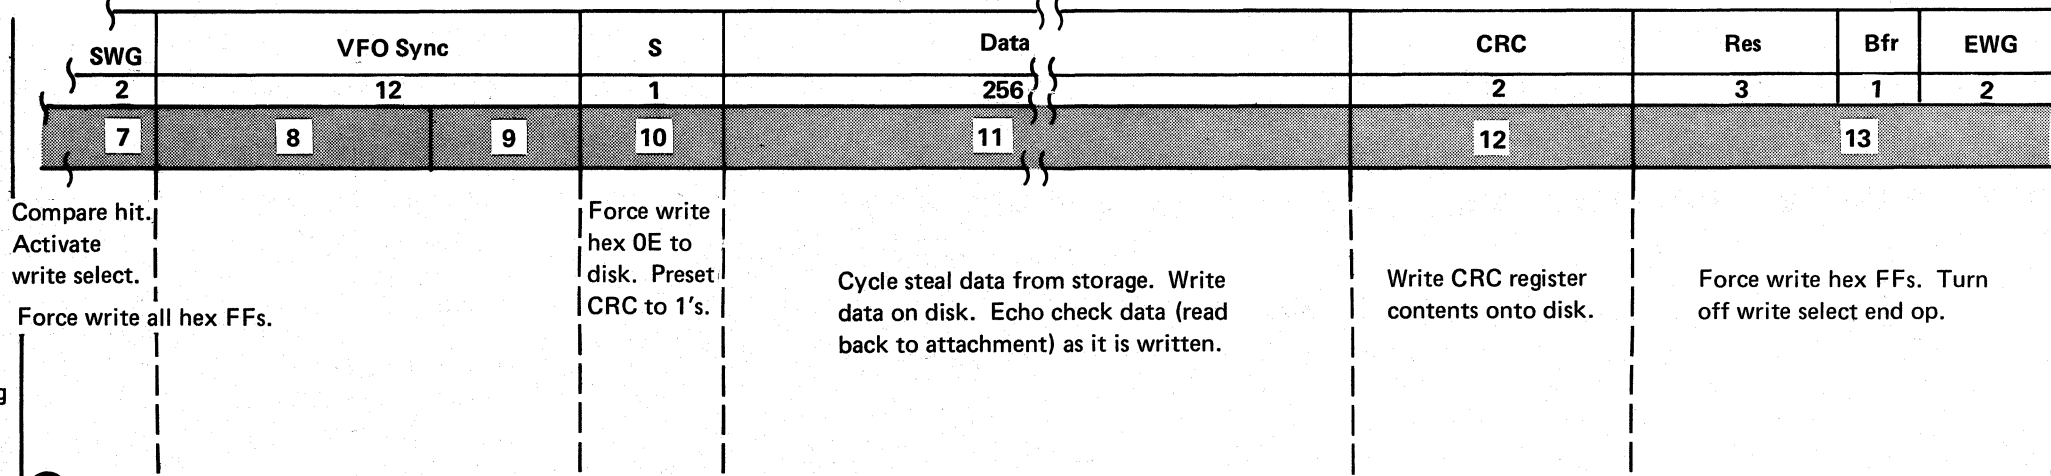 SWG VFO Sync S Data CRC Res Bfr EWG
2 12 1 256 2 3 1 2
7 8 9 10 11 12 13
Compare hit.
Activate
write select.
Force write all hex FFs.
Force write
hex 0E to
disk. Preset
CRC to 1's.
Cycle steal data from storage. Write
data on disk. Echo check data (read
back to attachment) as it is written.
Write CRC register
contents onto disk.
Force write hex FFs. Turn
off write select end op.
g